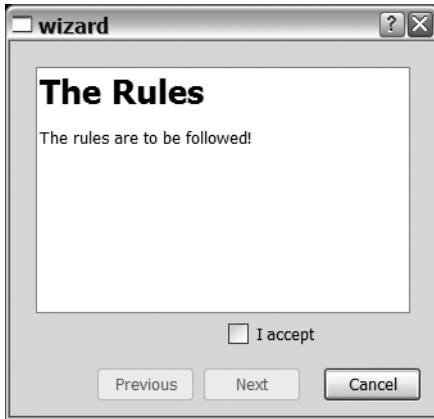 wizard
The Rules
The rules are to be followed!
I accept
Previous Next Cancel